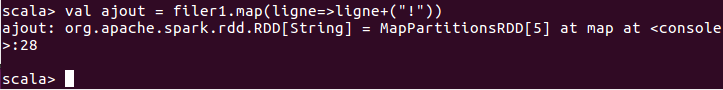 scala> val ajout = filer1.map(ligne=>ligne+("!"))
ajout: org.apache.spark.rdd.RDD[String] = MapPartitionsRDD[5] at map at <console
>:28
scala>